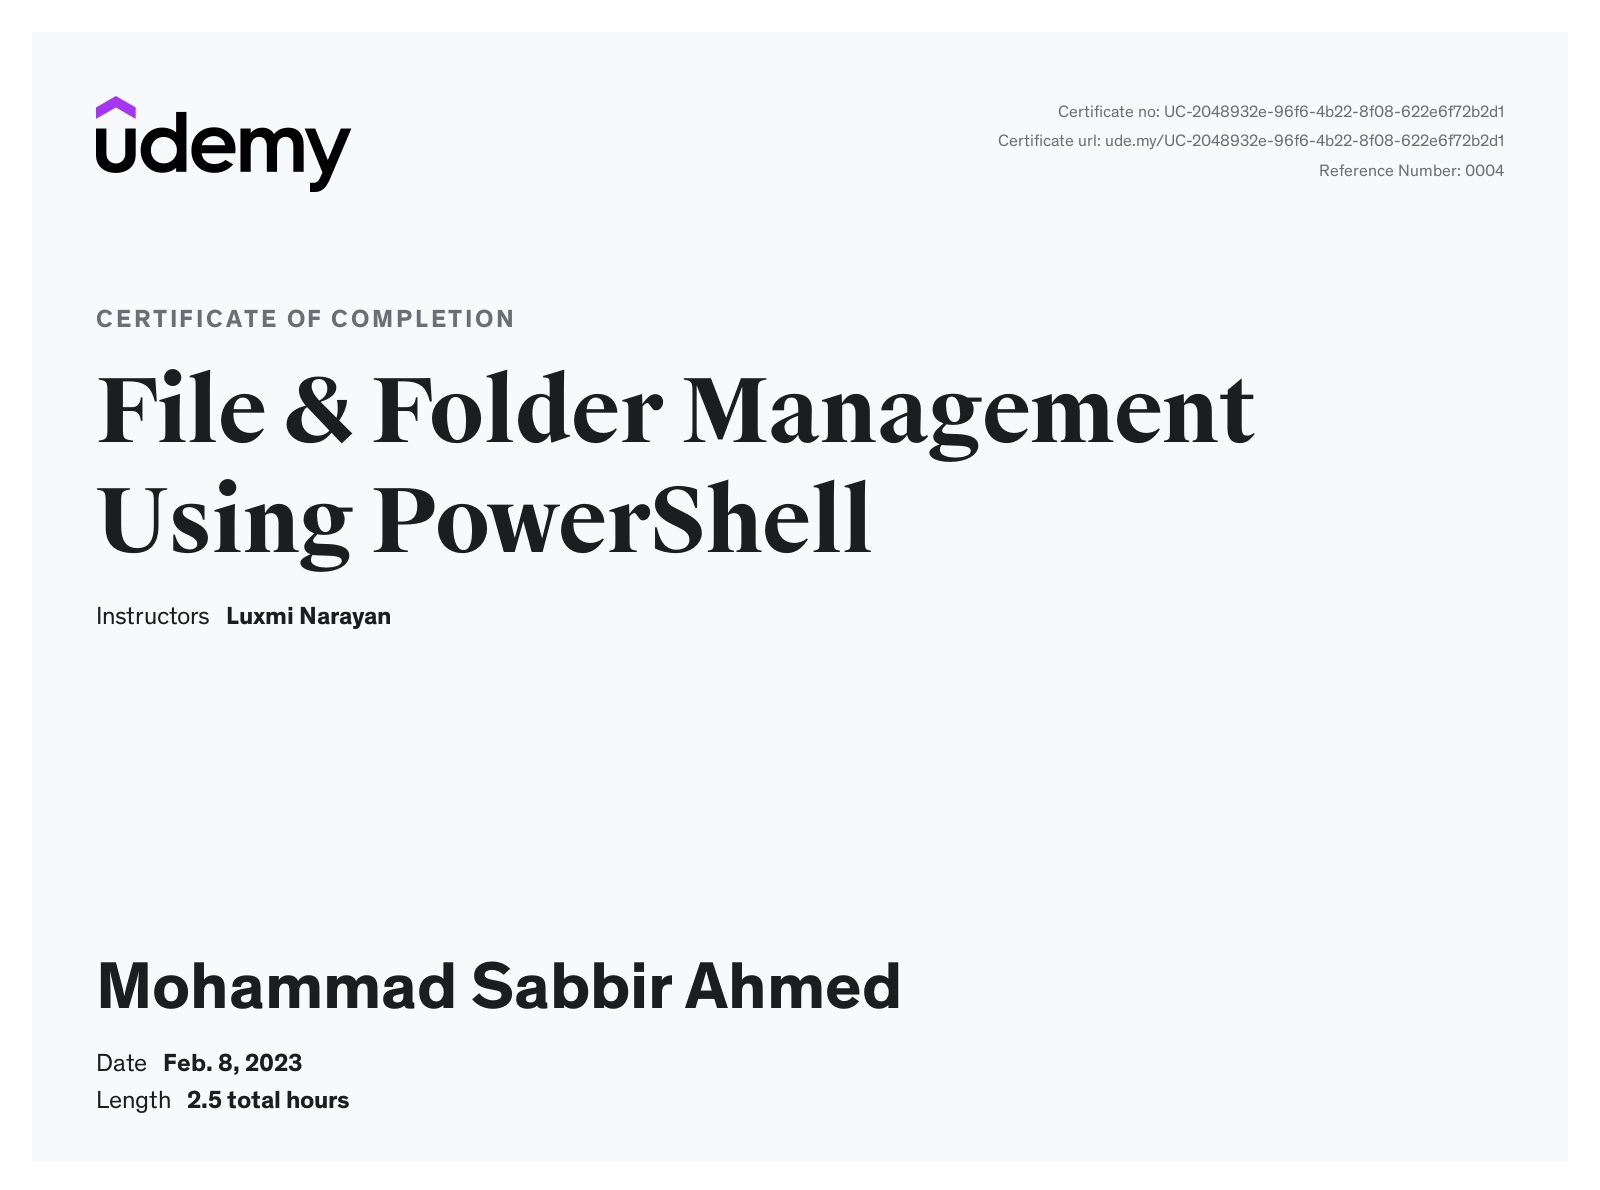 udemy
Certificate no: UC-2048932e-96f6-4b22-8f08-622e6f72b2d1
Certificate url: ude.my/UC-2048932e-96f6-4b22-8f08-622e6f72b2d1
Reference Number: 0004
CERTIFICATE OF COMPLETION
File & Folder Management
Using PowerShell
Instructors Luxmi Narayan
Mohammad Sabbir Ahmed
Date Feb. 8, 2023
Length 2.5 total hours